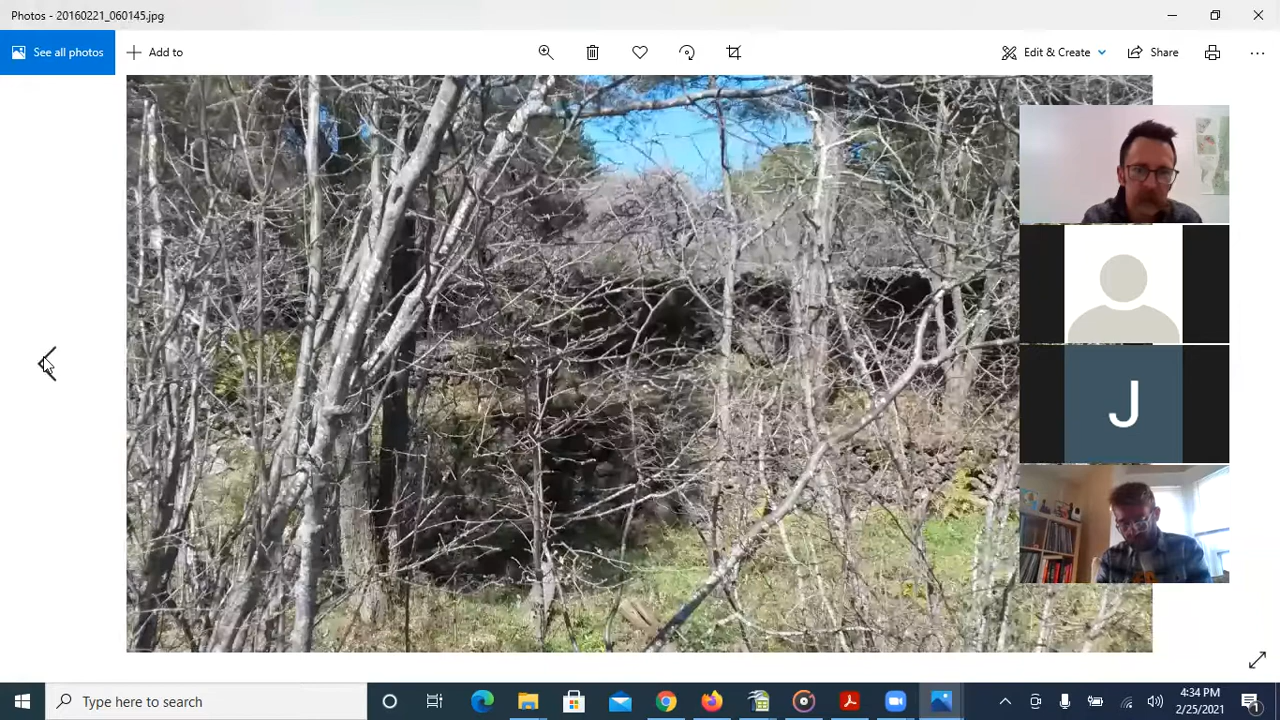 Photos - 20160221_060145.jpg
See all photos
Add to
Edit & Create
Share
J
Type here to search
4:34 PM
2/25/2021
1